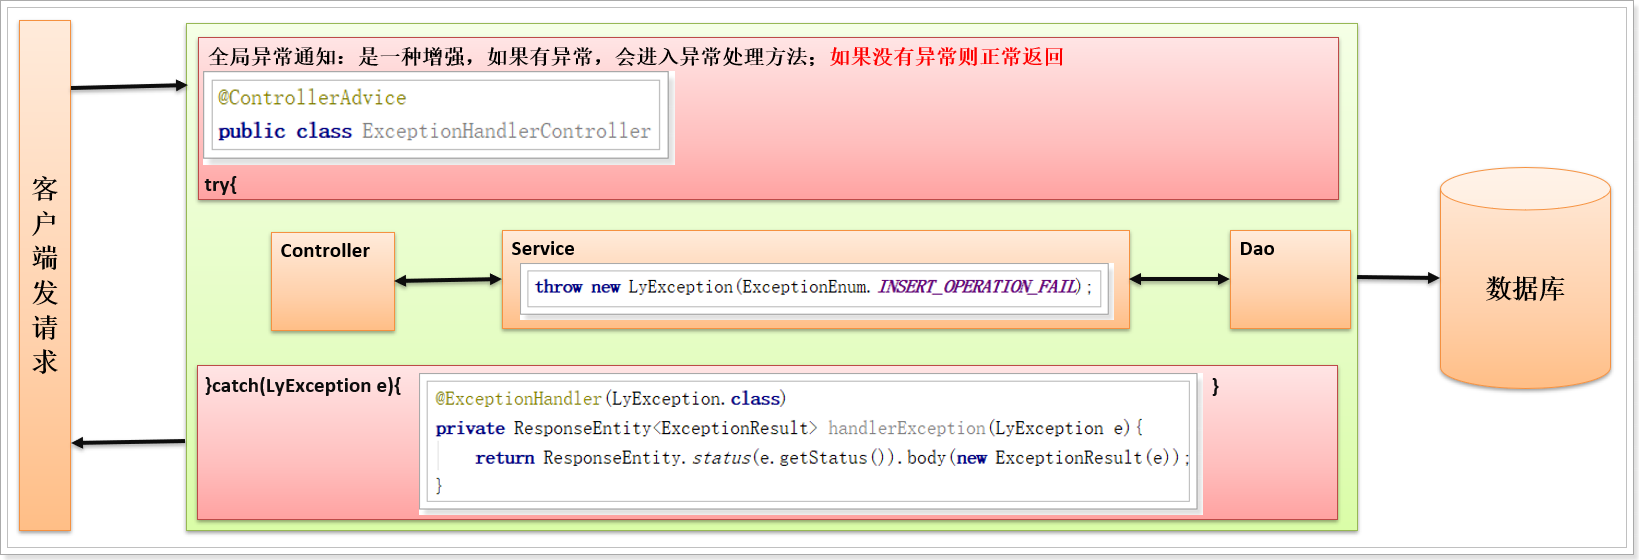 全局异常通知：是一种增强，如果有异常，会进入异常处理方法；如果没有异常则正常返回
@ControllerAdvice
public class ExceptionHandlerController
try{
客户端发请求
Controller
Service
throw new LyException(ExceptionEnum.INSERT_OPERATION_FAIL);
Dao
数据库
}catch(LyException e){
@ExceptionHandler(LyException.class)
private ResponseEntity<ExceptionResult> handlerException(LyException e){
return ResponseEntity.status(e.getStatus()).body(new ExceptionResult(e));
}
}